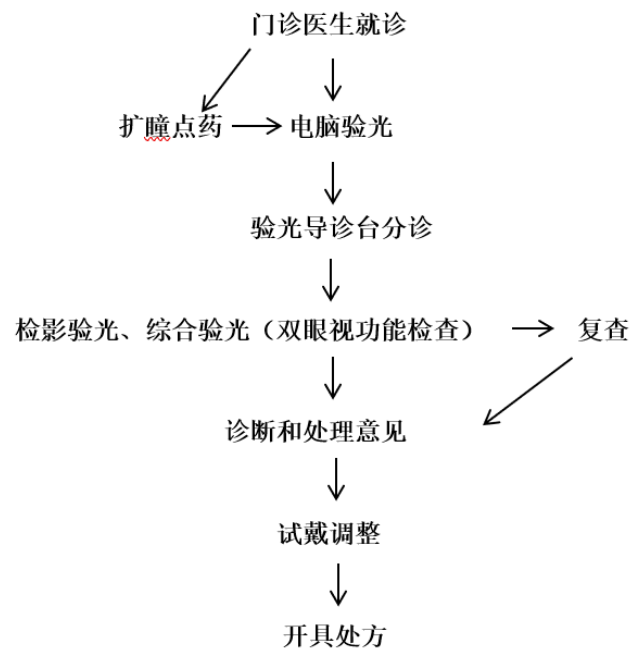 门诊医生就诊
扩瞳点药
电脑验光
验光导诊台分诊
检影验光、综合验光（双眼视功能检查）
复查
诊断和处理意见
试戴调整
开具处方